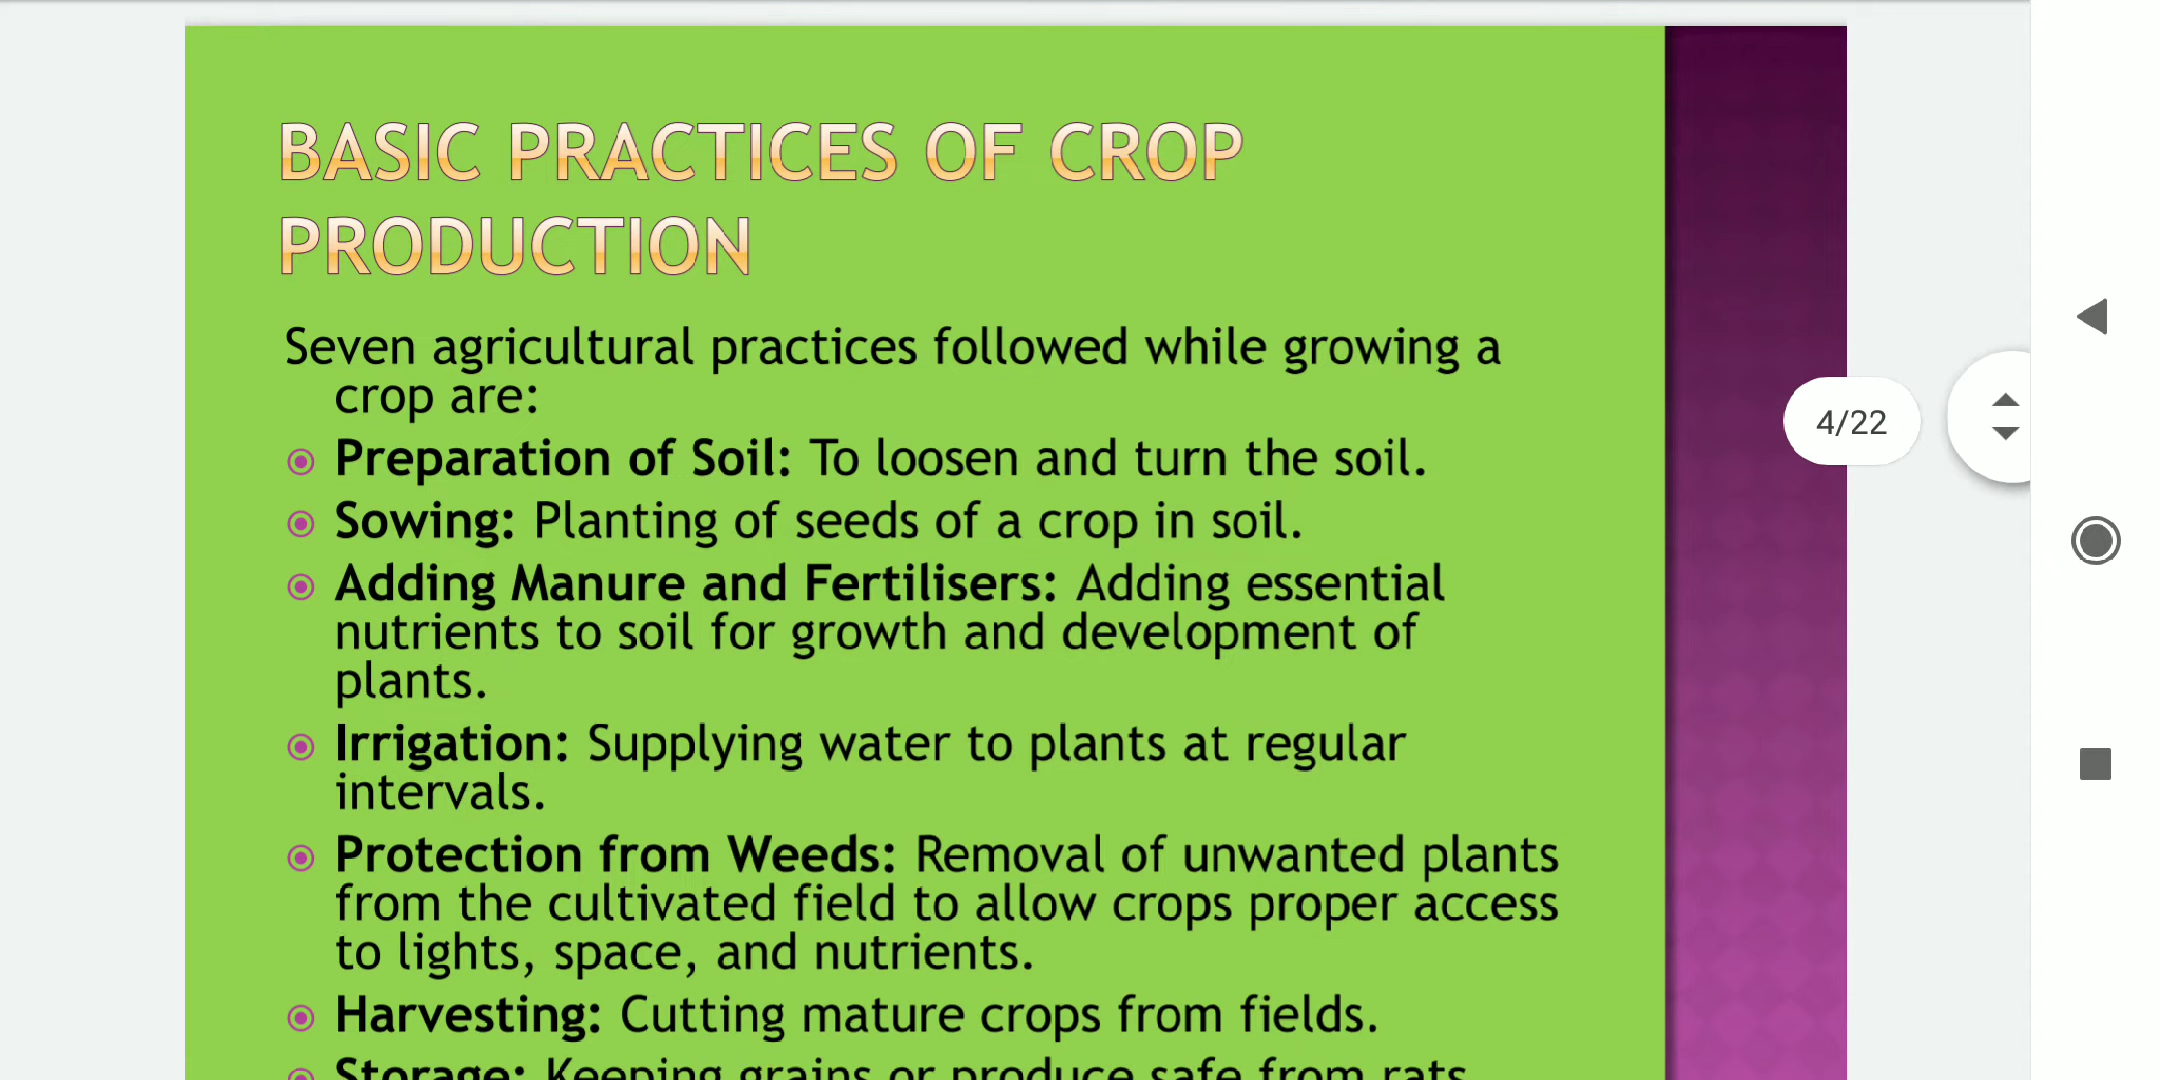 BASIC PRACTICES OF CROP
PRODUCTION
Seven agricultural practices followed while growing a
crop are:
Preparation of Soil: To loosen and turn the soil.
Sowing: Planting of seeds of a crop in soil.
Adding Manure and Fertilisers: Adding essential
nutrients to soil for growth and development of
plants.
Irrigation: Supplying water to plants at regular
intervals.
Protection from Weeds: Removal of unwanted plants
from the cultivated field to allow crops proper access
to lights, space, and nutrients.
Harvesting: Cutting mature crops from fields.
Storage: Keeping grains or produce safe from rats
4/22